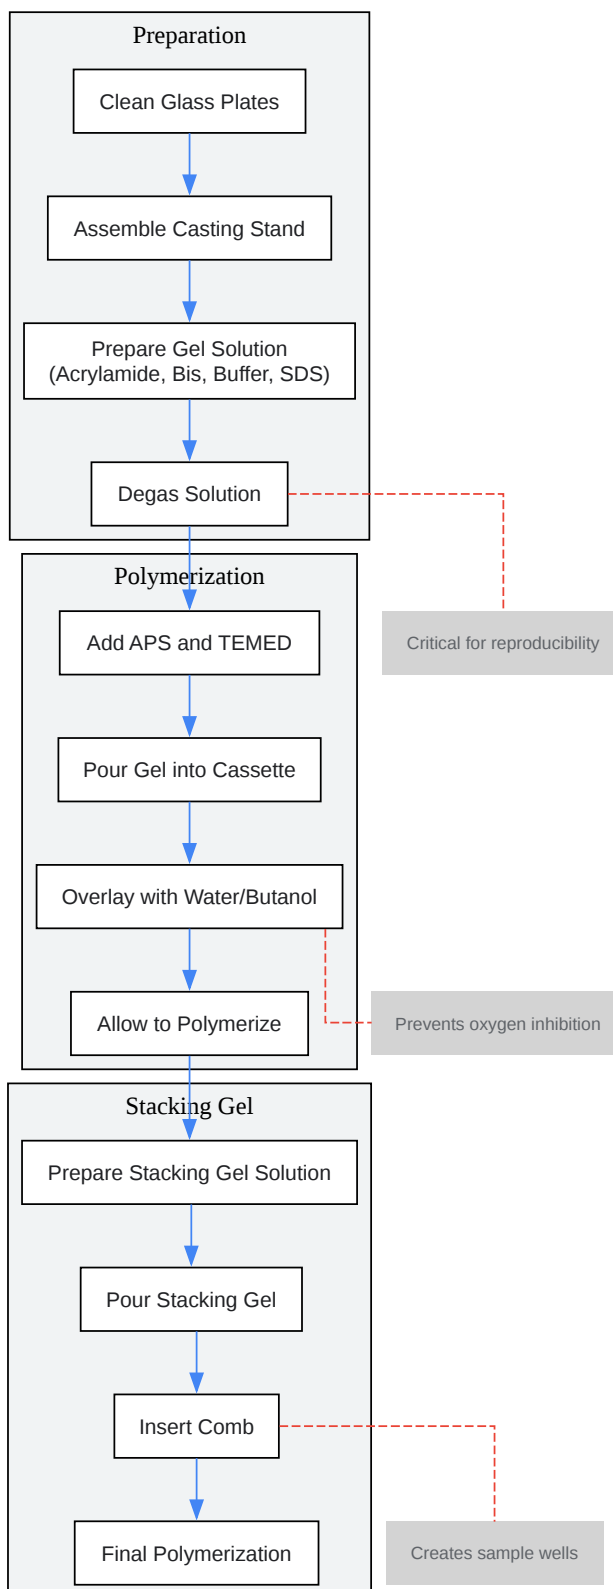 Preparation
Clean Glass Plates
Assemble Casting Stand
Prepare Gel Solution
(Acrylamide, Bis, Buffer, SDS)
Degas Solution
Polymerization
Add APS and TEMED
Critical for reproducibility
Pour Gel into Cassette
Overlay with Water/Butanol
Allow to Polymerize
Prevents oxygen inhibition
Stacking Gel
Prepare Stacking Gel Solution
Pour Stacking Gel
Insert Comb
Final Polymerization
Creates sample wells